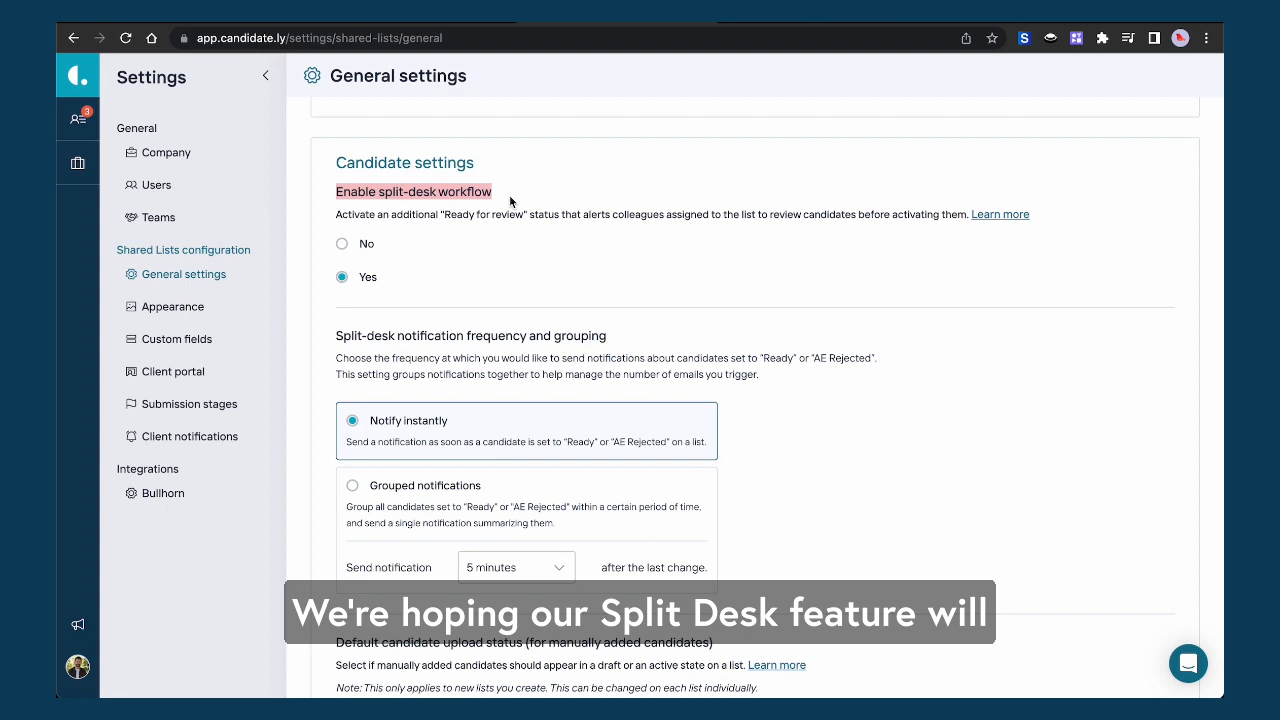 app.candidate.ly/settings/shared-lists/general
Settings
General settings
3
General
Company
Users
Teams
Shared Lists configuration
General settings
Appearance
Custom fields
Client portal
Submission stages
Client notifications
Integrations
Bullhorn
Candidate settings
Enable split-desk workflow
Activate an additional "Ready for review" status that alerts colleagues assigned to the list to review candidates before activating them. Learn more
No
Yes
Split-desk notification frequency and grouping
Choose the frequency at which you would like to send notifications about candidates set to "Ready" or "AE Rejected".
This setting groups notifications together to help manage the number of emails you trigger.
Notify instantly
Send a notification as soon as a candidate is set to "Ready" or "AE Rejected" on a list.
Grouped notifications
Group all candidates set to "Ready" or "AE Rejected" within a certain period of time,
and send a single notification summarizing them.
Send notification 5 minutes after the last change.
We're hoping our Split Desk feature will
Default candidate upload status (for manually added candidates)
Select if manually added candidates should appear in a draft or an active state on a list. Learn more
Note: This only applies to new lists you create. This can be changed on each list individually.